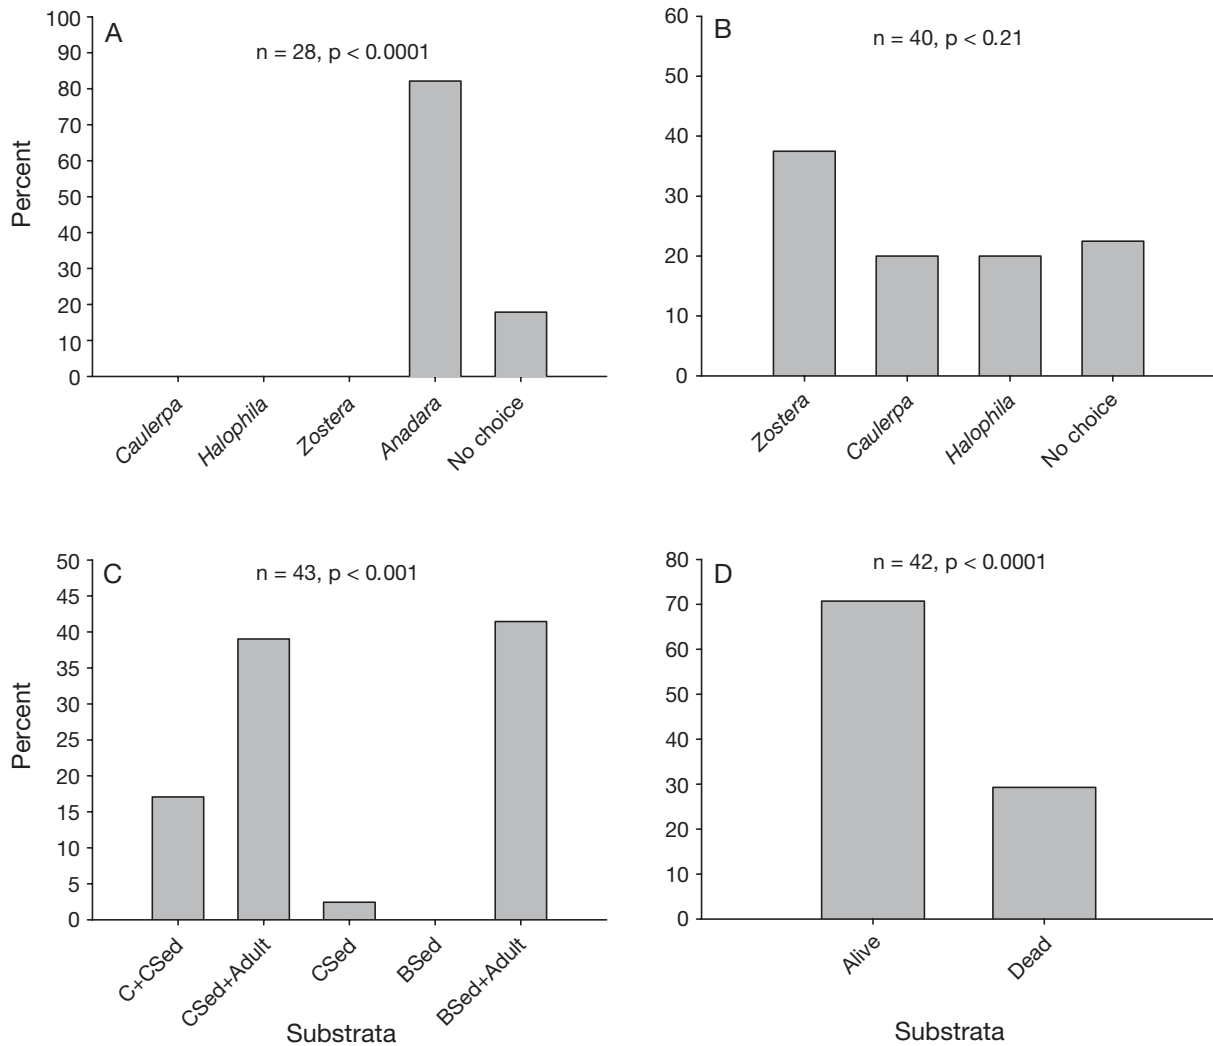 A
n = 28, p < 0.0001
Percent
100
90
80
70
60
50
40
30
20
10
0
Caulerpa
Halophila
Zostera
Anadara
No choice
B
n = 40, p < 0.21
60
50
40
30
20
10
0
Zostera
Caulerpa
Halophila
No choice
C
n = 43, p < 0.001
Percent
50
45
40
35
30
25
20
15
10
5
0
C+CSed
CSed+Adult
CSed
BSed
BSed+Adult
Substrata
D
n = 42, p < 0.0001
80
70
60
50
40
30
20
10
0
Alive
Dead
Substrata